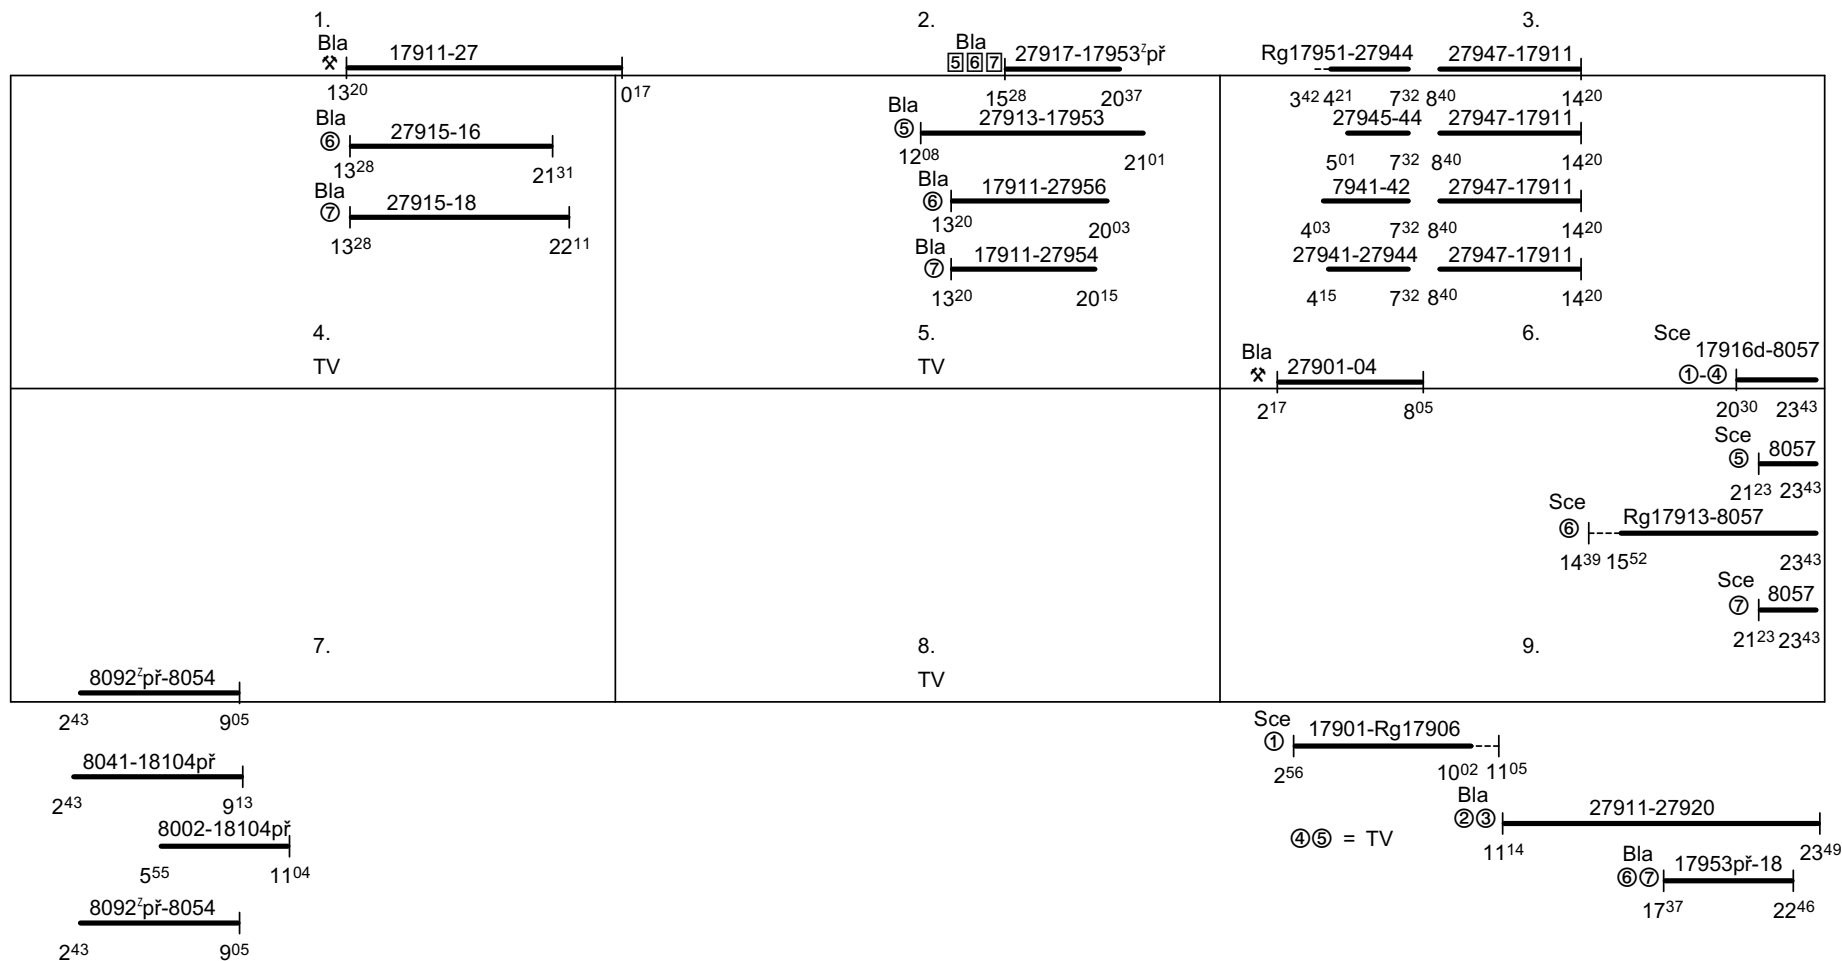 1.
Bla
⚒ 17911-27
13²⁰ 0¹⁷
Bla
⑥ 27915-16
13²⁸ 21³¹
Bla
⑦ 27915-18
13²⁸ 22¹¹
2.
Bla
5 6 7 27917-17953ᶻpř
15²⁸ 20³⁷
Bla
⑤ 27913-17953
12⁰⁸ 21⁰¹
Bla
⑥ 17911-27956
13²⁰ 20⁰³
Bla
⑦ 17911-27954
13²⁰ 20¹⁵
3.
Rg17951-27944 27947-17911
3⁴² 4²¹ 7³² 8⁴⁰ 14²⁰
27945-44 27947-17911
5⁰¹ 7³² 8⁴⁰ 14²⁰
7941-42 27947-17911
4⁰³ 7³² 8⁴⁰ 14²⁰
27941-27944 27947-17911
4¹⁵ 7³² 8⁴⁰ 14²⁰
4.
TV
5.
TV
6.
Bla
⚒ 27901-04
2¹⁷ 8⁰⁵
Sce
17916d-8057
①-④
20³⁰ 23⁴³
Sce
⑤ 8057
21²³ 23⁴³
Sce
⑥ Rg17913-8057
14³⁹ 15⁵² 23⁴³
Sce
⑦ 8057
21²³ 23⁴³
7.
8092ᶻpř-8054
2⁴³ 9⁰⁵
8041-18104př
2⁴³ 9¹³
8002-18104př
5⁵⁵ 11⁰⁴
8092ᶻpř-8054
2⁴³ 9⁰⁵
8.
TV
9.
Sce
① 17901-Rg17906
2⁵⁶ 10⁰² 11⁰⁵
Bla
②③ 27911-27920
11¹⁴ 23⁴⁹
④⑤ = TV
Bla
⑥⑦ 17953př-18
17³⁷ 22⁴⁶